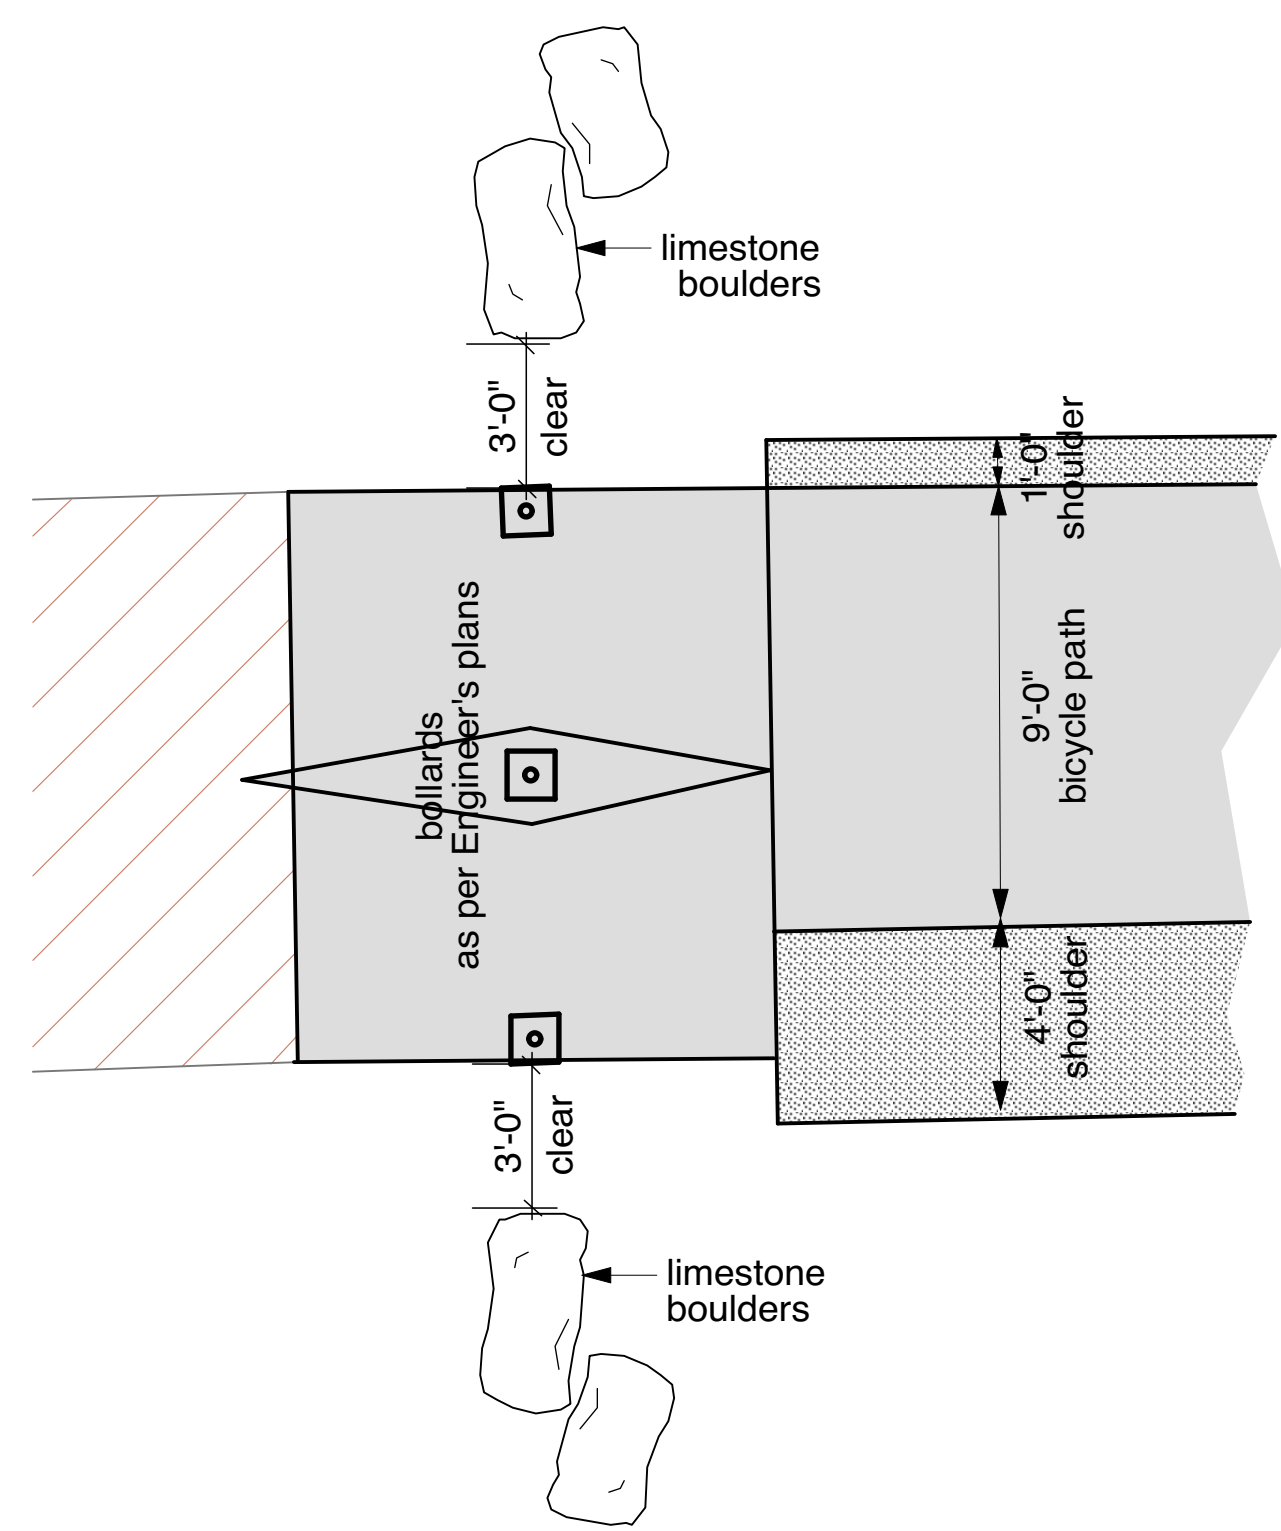 limestone
boulders
3'-0"
clear
1'-0"
shoulder
bollards
as per Engineer's plans
9'-0"
bicycle path
4'-0"
shoulder
3'-0"
clear
limestone
boulders